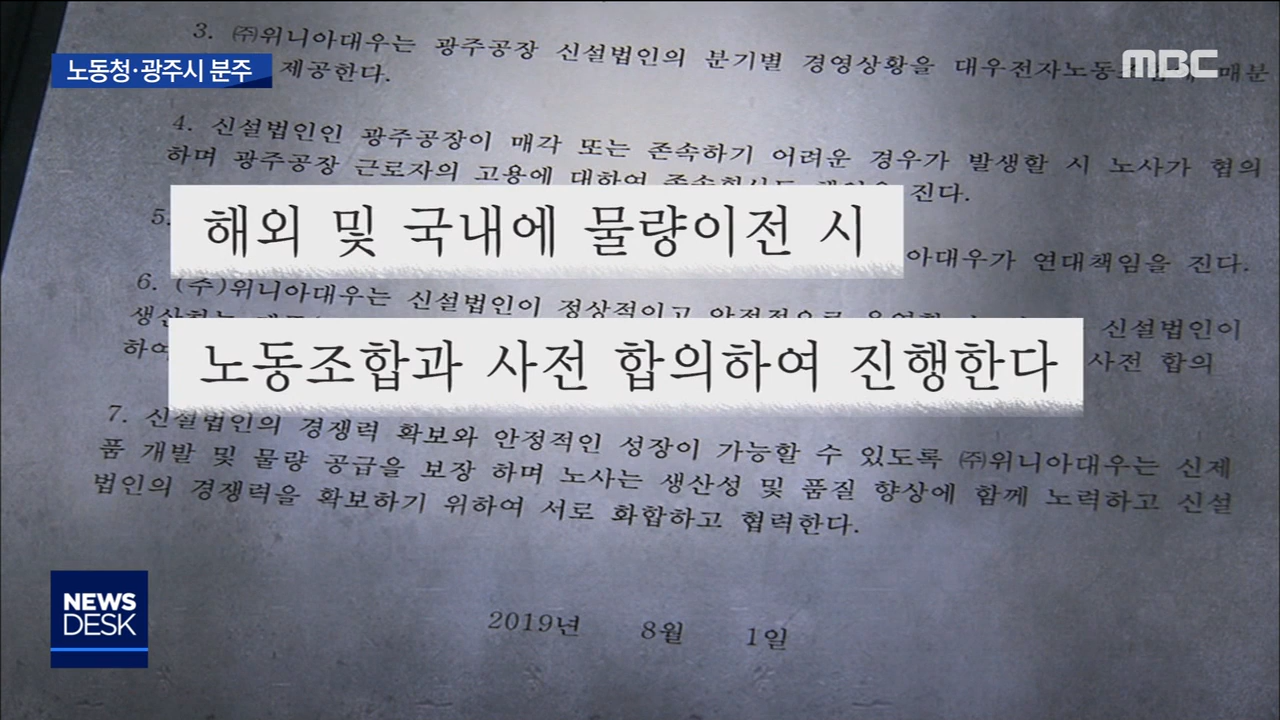 노동청·광주시 분주
MBC
3. ㈜위니아대우는 광주공장 신설법인의 분기별 경영상황을 대우전자노동 매분
제공한다.
4. 신설법인인 광주공장이 매각 또는 존속하기 어려운 경우가 발생할 시 노사가 협의
하며 광주공장 근로자의 고용에 대하여 진다.
5.
해외 및 국내에 물량이전 시
아대우가 연대책임을 진다.
6. (주)위니아대우는 신설법인이 정상적이고 신설법인이
노동조합과 사전 합의하여 진행한다
하여 사전 합의
7. 신설법인의 경쟁력 확보와 안정적인 성장이 가능할 수 있도록 ㈜위니아대우는 신제
품 개발 및 물량 공급을 보장 하며 노사는 생산성 및 품질 향상에 함께 노력하고 신설
법인의 경쟁력을 확보하기 위하여 서로 화합하고 협력한다.
2019년 8월 1일
NEWS
DESK